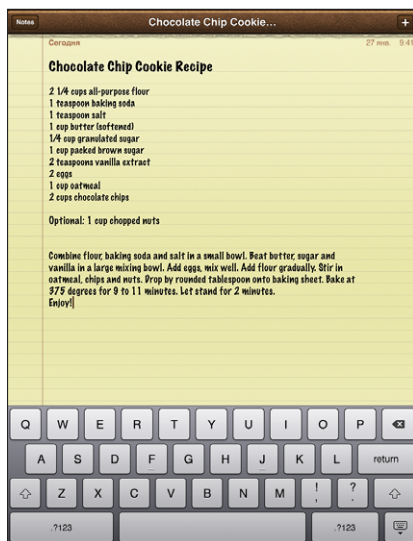 Notes
Chocolate Chip Cookie...
+
Сегодня
27 янв. 9:41
Chocolate Chip Cookie Recipe
2 1/4 cups all-purpose flour
1 teaspoon baking soda
1 teaspoon salt
1 cup butter (softened)
1/4 cup granulated sugar
1 cup packed brown sugar
2 teaspoons vanilla extract
2 eggs
1 cup oatmeal
2 cups chocolate chips
Optional: 1 cup chopped nuts
Combine flour, baking soda and salt in a small bowl. Beat butter, sugar and
vanilla in a large mixing bowl. Add eggs, mix well. Add flour gradually. Stir in
oatmeal, chips and nuts. Drop by rounded tablespoon onto baking sheet. Bake at
375 degrees for 9 to 11 minutes. Let stand for 2 minutes.
Enjoy!
Q W E R T Y U I O P
A S D F G H J K L return
Z X C V B N M ! , ? .
.?123 .?123